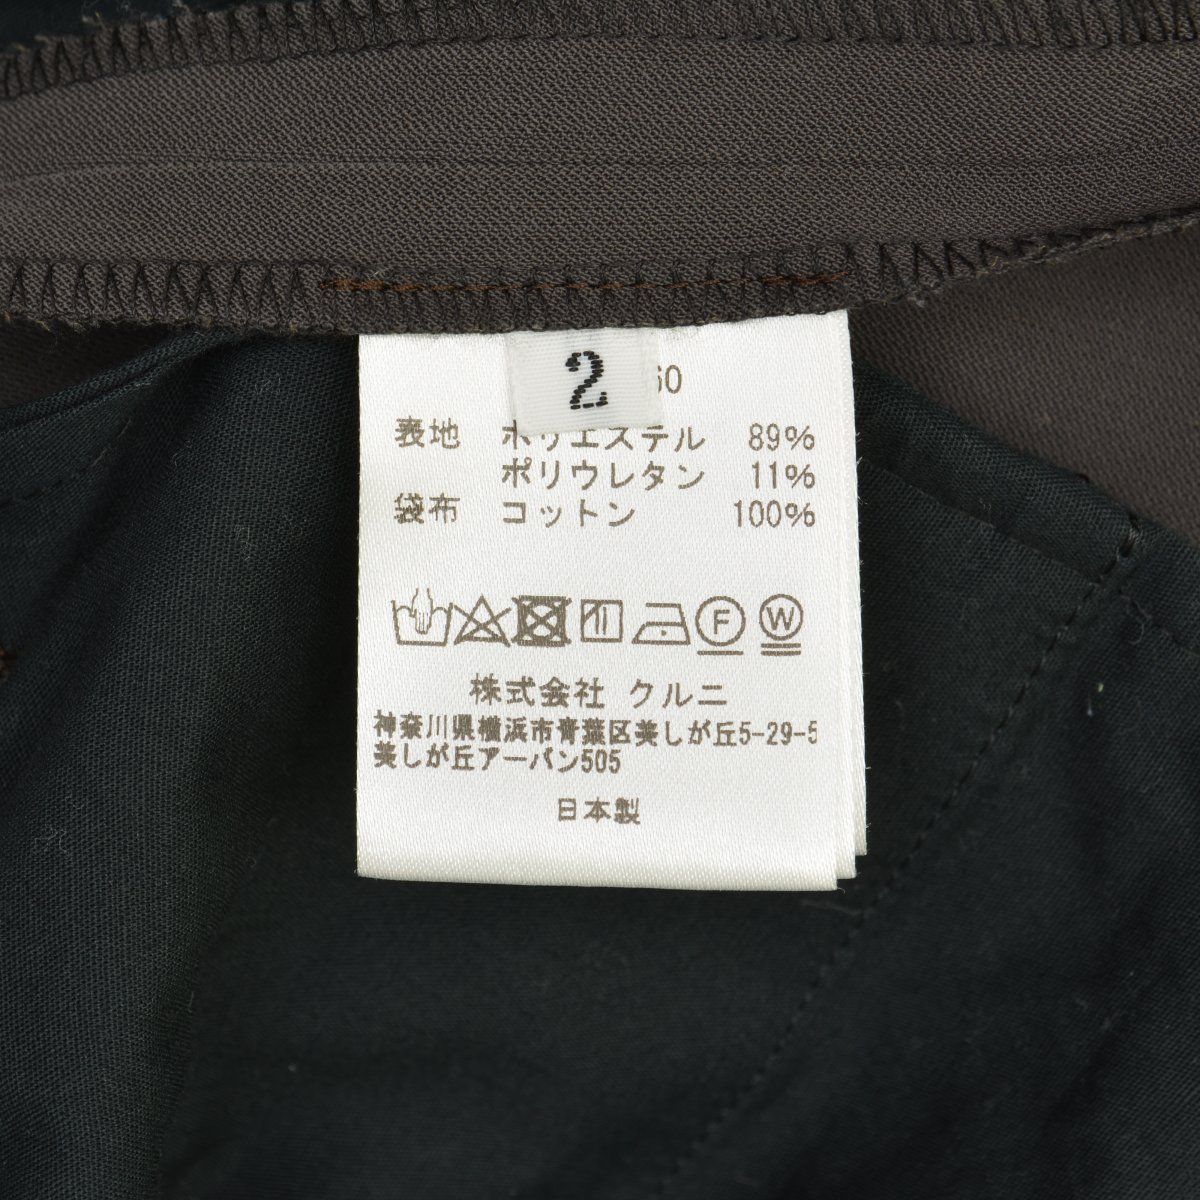 2
60
表地 ポリエステル 89%
ポリウレタン 11%
袋布 コットン 100%
F W
株式会社 クルニ
神奈川県横浜市青葉区美しが丘5-29-5
美しが丘アーバン505
日本製